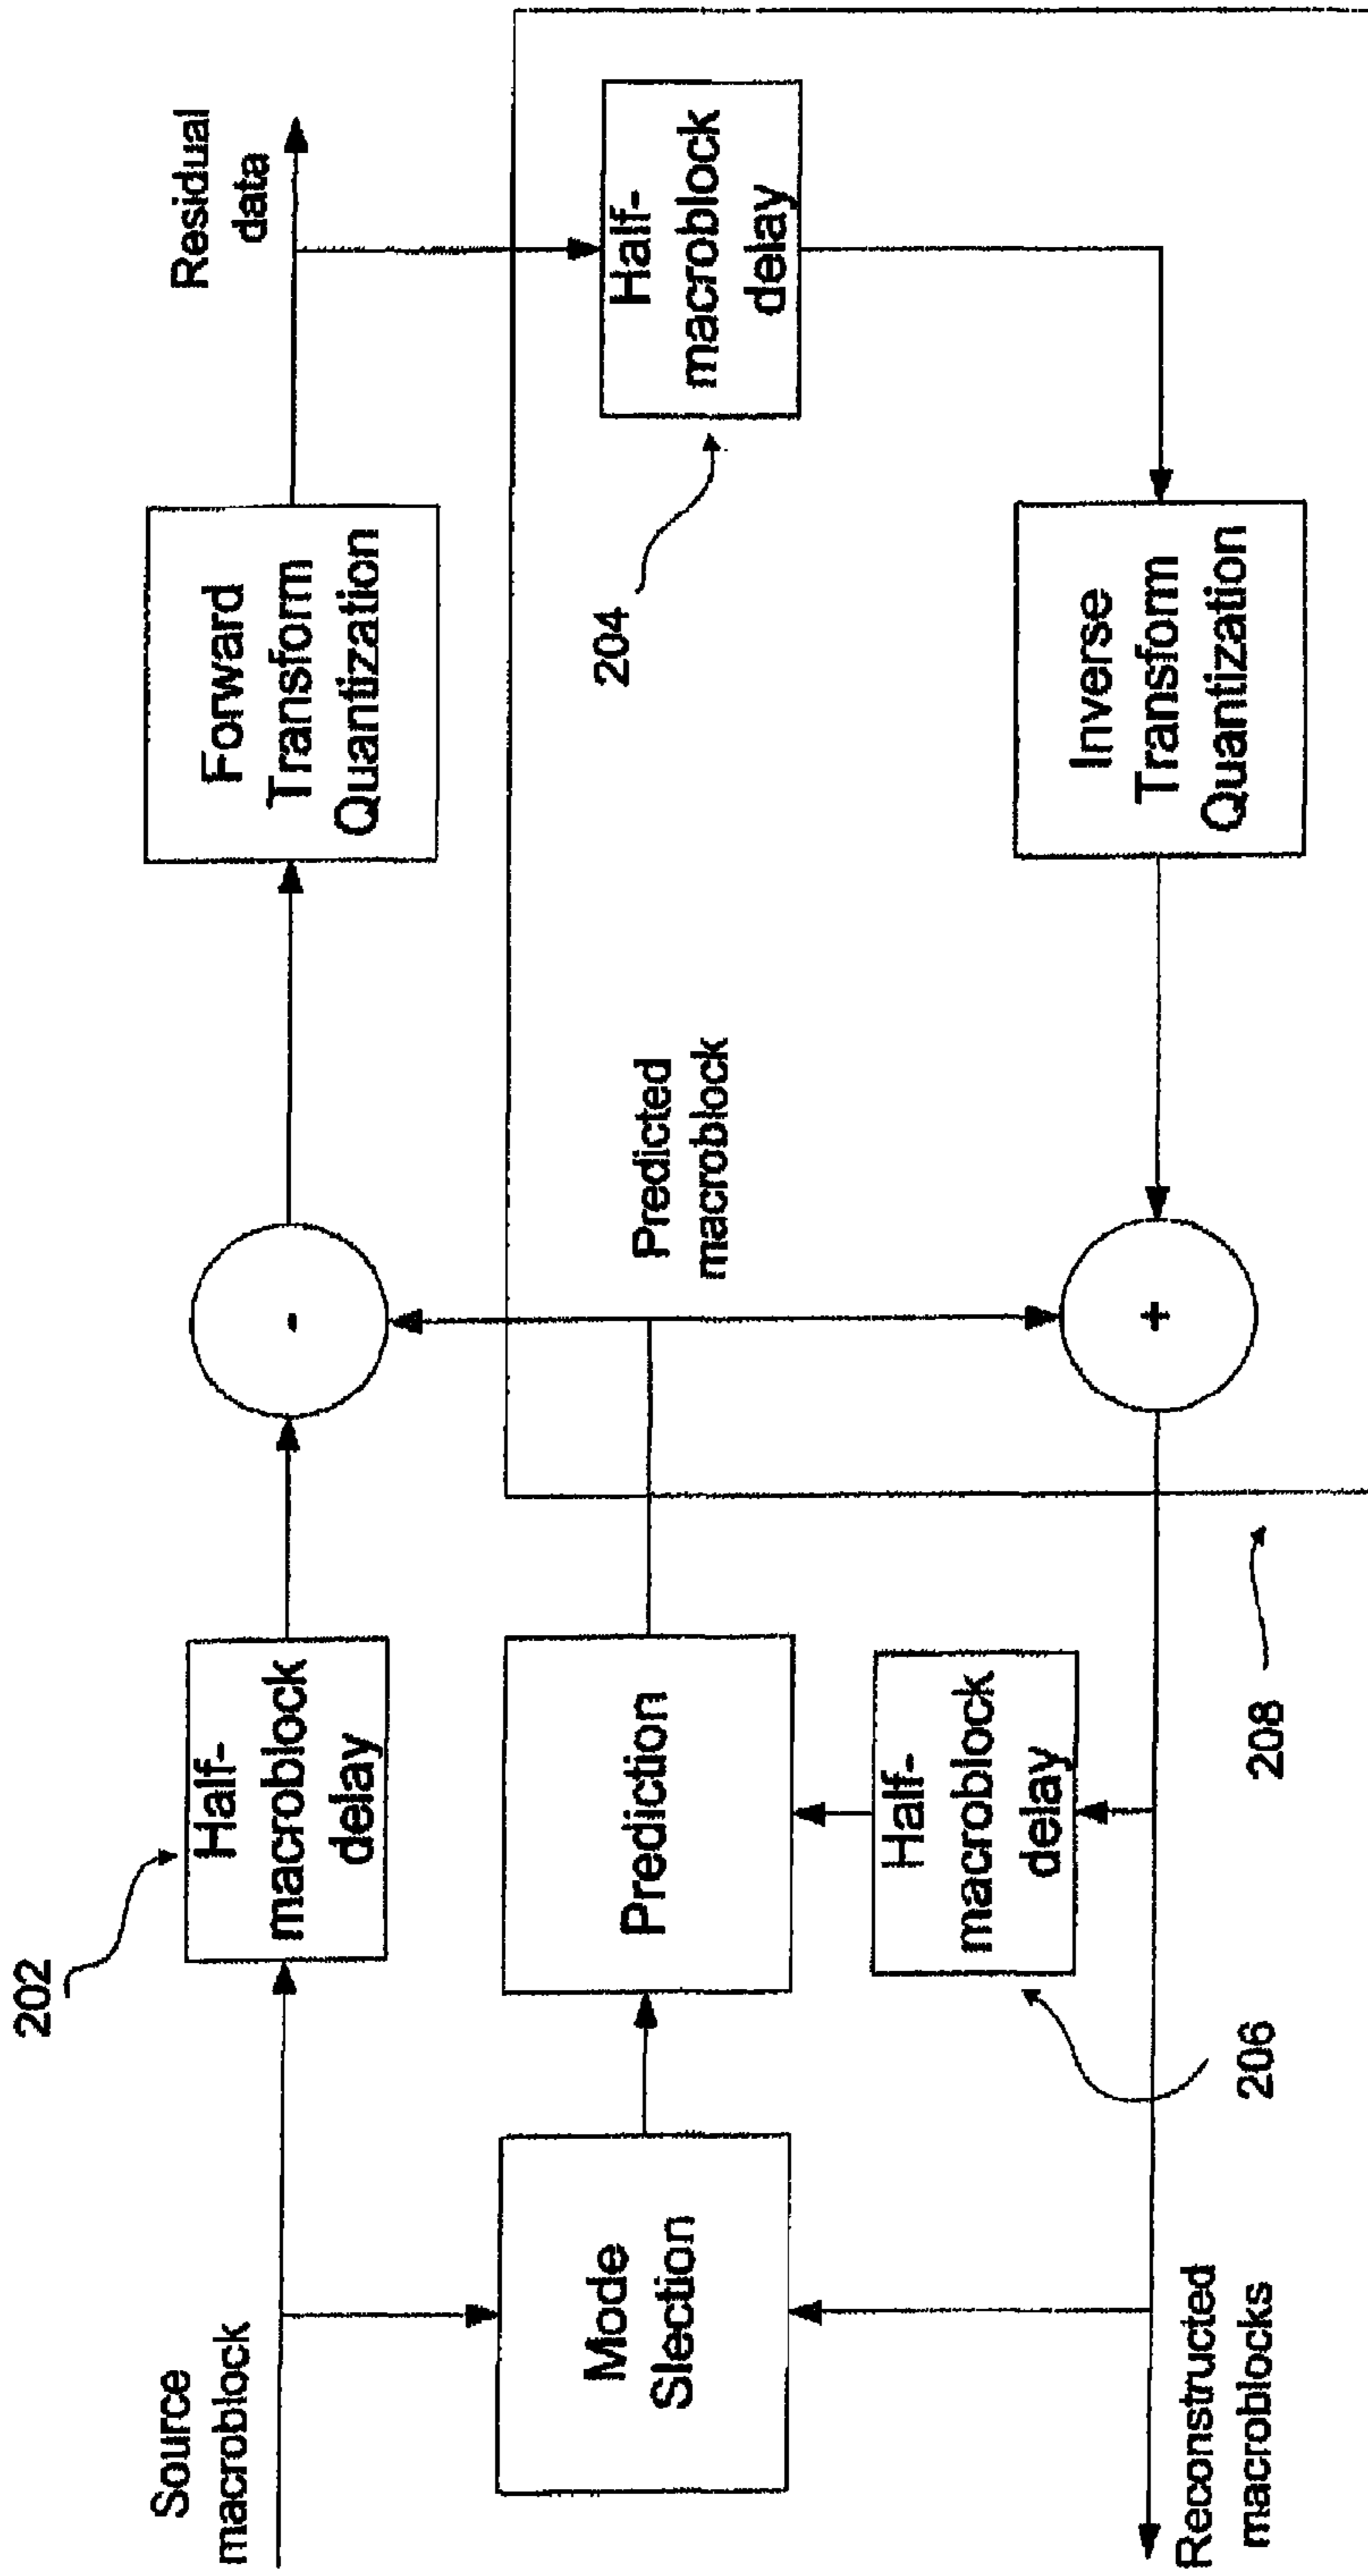 Source
macroblock
202
Half-
macroblock
delay
-
Forward
Transform
Quantization
Residual
data
Mode
Slection
Prediction
Predicted
macroblock
204
Half-
macroblock
delay
Half-
macroblock
delay
206
208
+
Inverse
Transfom
Quantization
Reconstructed
macroblocks